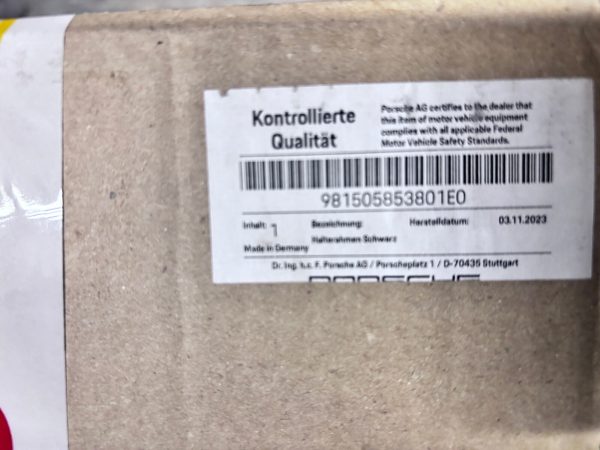 Kontrollierte
Qualität
Porsche AG certifies to the dealer that
this item of motor vehicle equipment
complies with all applicable Federal
Motor Vehicle Safety Standards.
981505853801E0
Inhalt: 1 Bezeichnung: Herstelldatum: 03.11.2023
Halterahmen Schwarz
Made in Germany
Dr. Ing. h.c. F. Porsche AG / Porscheplatz 1 / D-70435 Stuttgart
PORSCHE